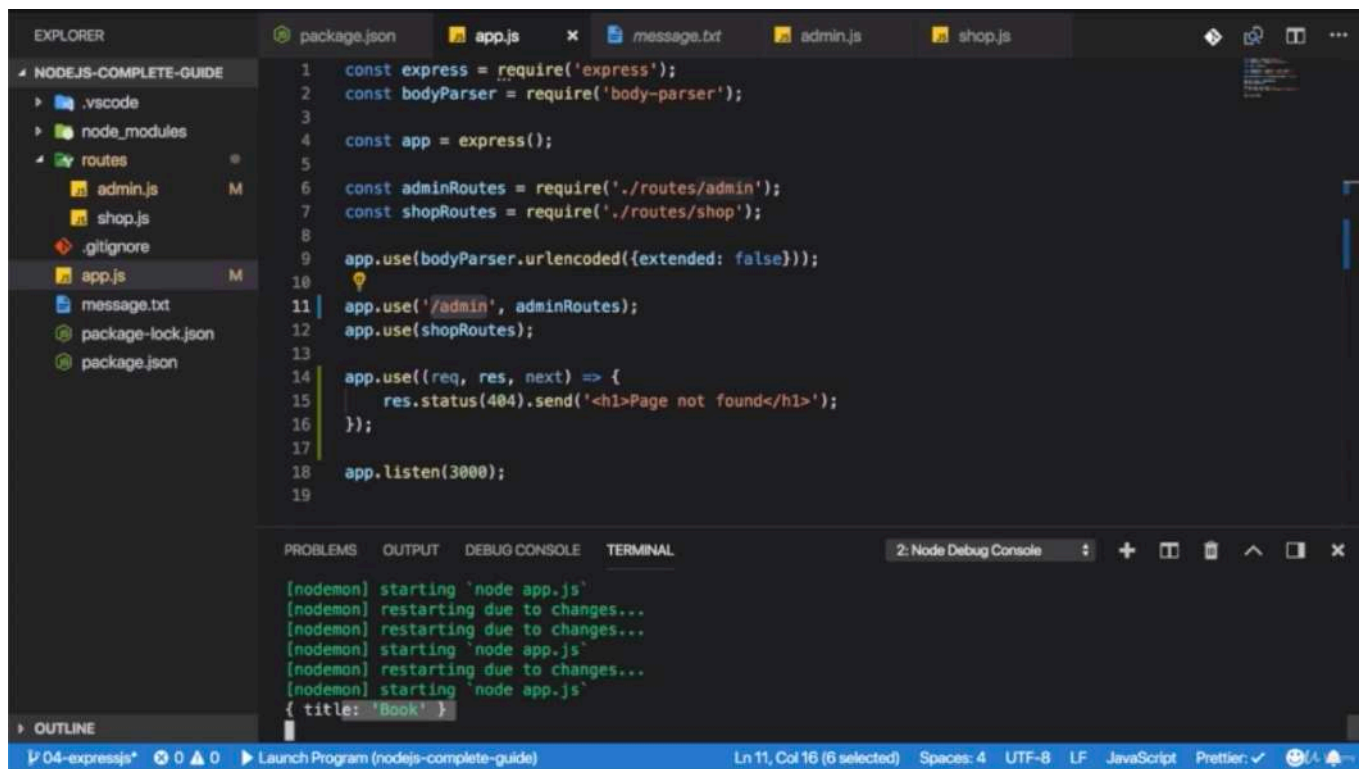 EXPLORER
NODEJS-COMPLETE-GUIDE
.vscode
node_modules
routes
admin.js M
shop.js
.gitignore
app.js M
message.txt
package-lock.json
package.json
OUTLINE
package.json app.js × message.txt admin.js shop.js ...
1 const express = require('express');
2 const bodyParser = require('body-parser');
3
4 const app = express();
5
6 const adminRoutes = require('./routes/admin');
7 const shopRoutes = require('./routes/shop');
8
9 app.use(bodyParser.urlencoded({extended: false}));
10
11 app.use('/admin', adminRoutes);
12 app.use(shopRoutes);
13
14 app.use((req, res, next) => {
15     res.status(404).send('<h1>Page not found</h1>');
16 });
17
18 app.listen(3000);
19
PROBLEMS OUTPUT DEBUG CONSOLE TERMINAL 2: Node Debug Console
[nodemon] starting `node app.js`
[nodemon] restarting due to changes...
[nodemon] restarting due to changes...
[nodemon] starting `node app.js`
[nodemon] restarting due to changes...
[nodemon] starting `node app.js`
{ title: 'Book' }
04-expressjs* 0 0 Launch Program (nodejs-complete-guide) Ln 11, Col 16 (6 selected) Spaces: 4 UTF-8 LF JavaScript Prettier: ✓